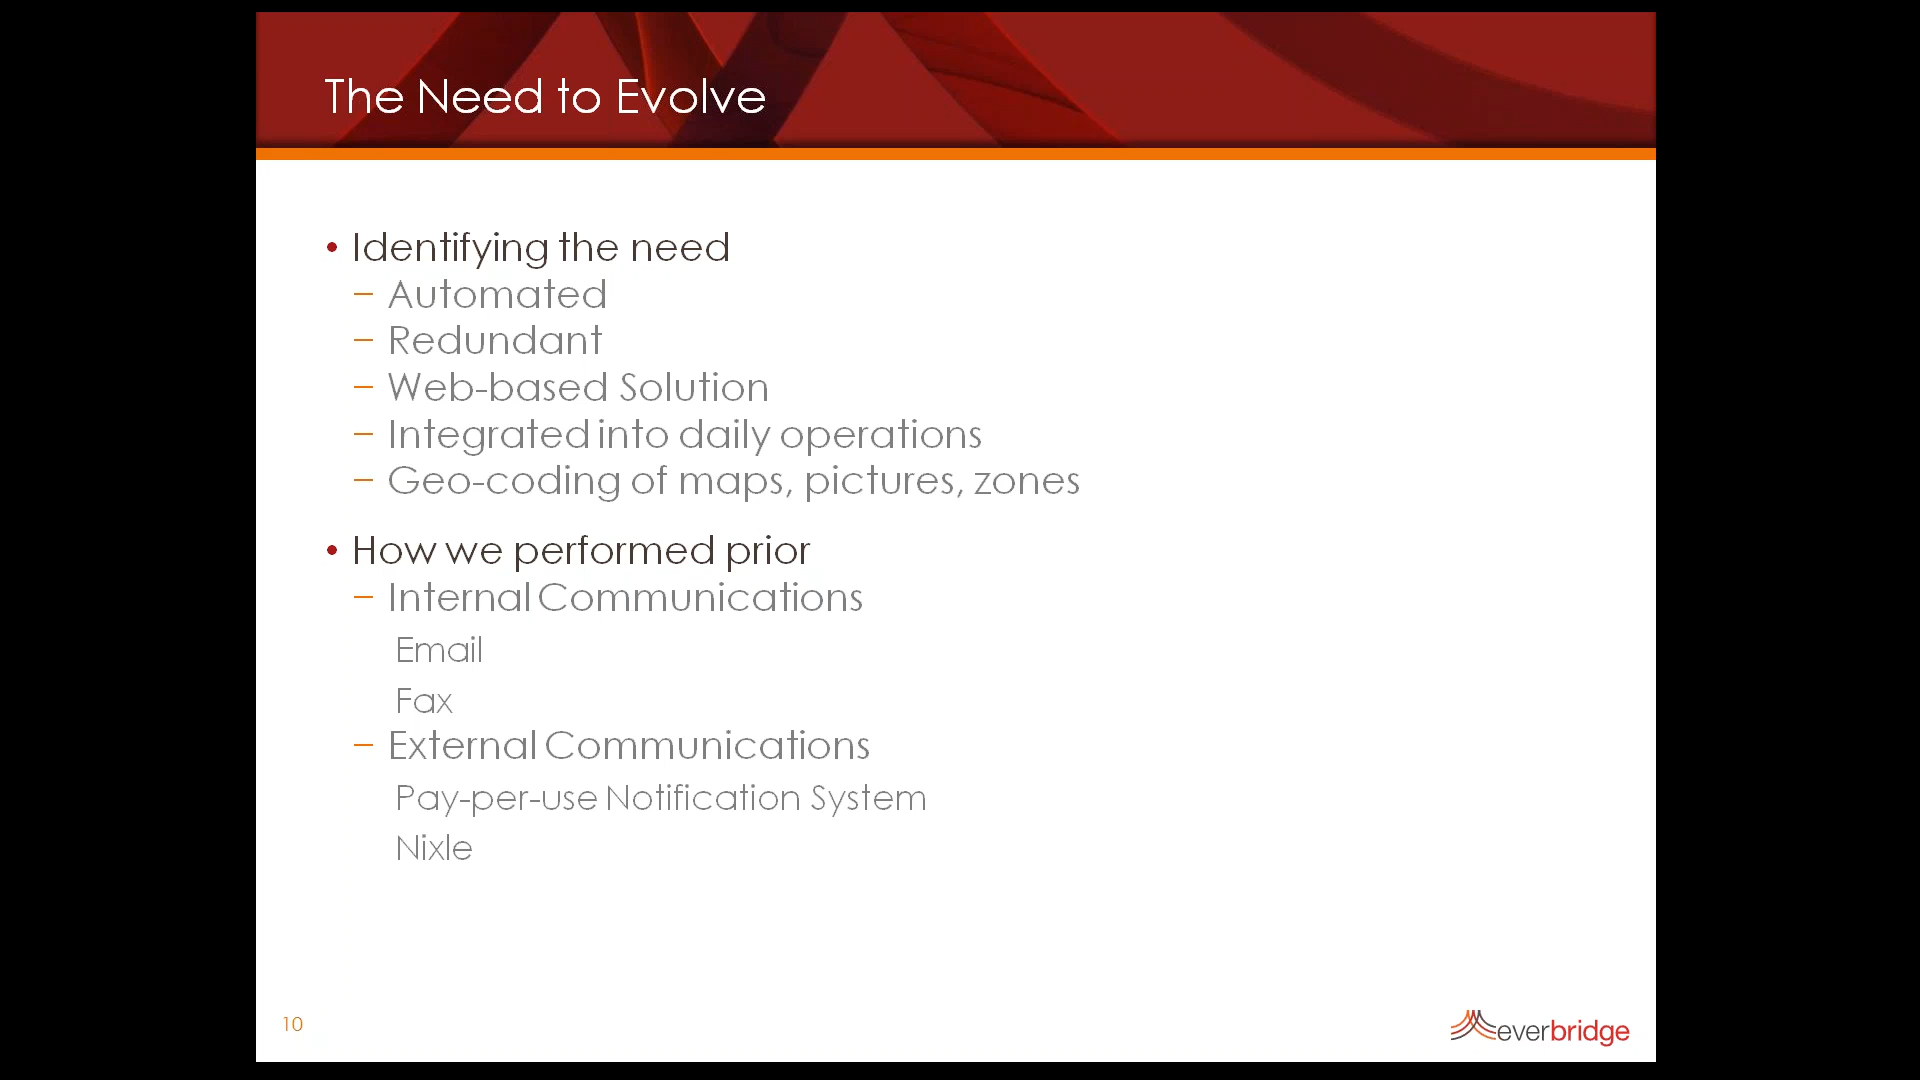 The Need to Evolve
• Identifying the need
– Automated
– Redundant
– Web-based Solution
– Integrated into daily operations
– Geo-coding of maps, pictures, zones
• How we performed prior
– Internal Communications
Email
Fax
– External Communications
Pay-per-use Notification System
Nixle
10
everbridge